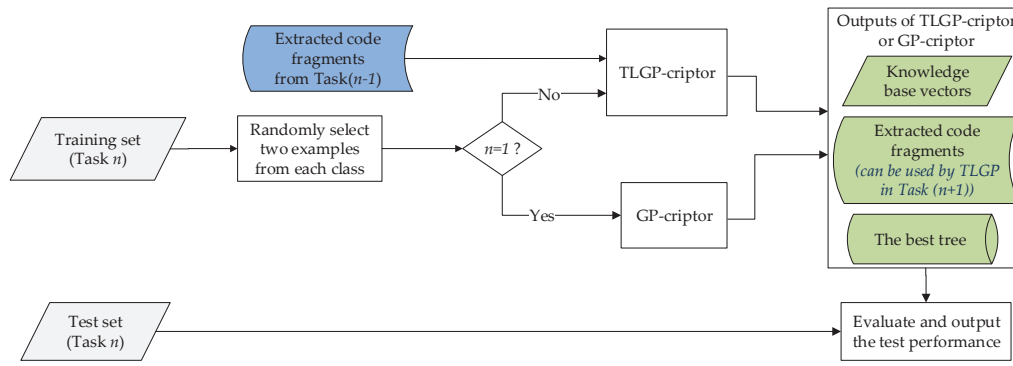 Extracted code
fragments
from Task(n-1)
TLGP-criptor
Outputs of TLGP-criptor
or GP-criptor
Knowledge
base vectors
Extracted code
fragments
(can be used by TLGP
in Task (n+1))
The best tree
No
Training set
(Task n)
Randomly select
two examples
from each class
n=1 ?
Yes
GP-criptor
Test set
(Task n)
Evaluate and output
the test performance